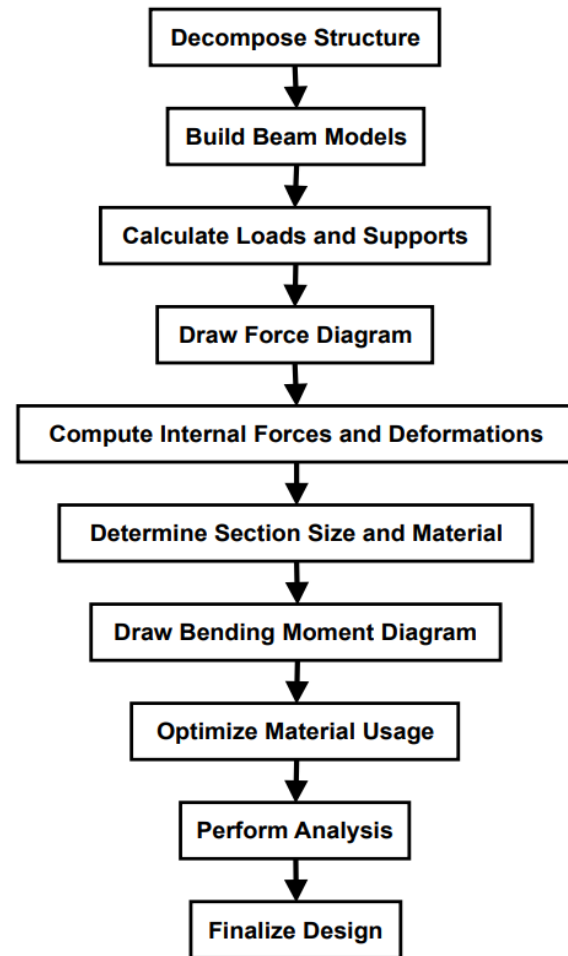 Decompose Structure
Build Beam Models
Calculate Loads and Supports
Draw Force Diagram
Compute Internal Forces and Deformations
Determine Section Size and Material
Draw Bending Moment Diagram
Optimize Material Usage
Perform Analysis
Finalize Design